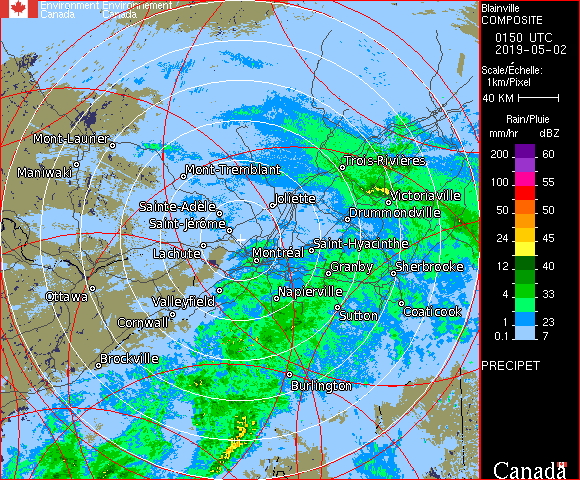 Environment Environnement
Canada Canada
Blainville
COMPOSITE
0150 UTC
2019-05-02
Scale/Échelle:
1km/Pixel
40 KM
Rain/Pluie
mm/hr dBZ
200 60
100 55
50 50
24 45
12 40
4 33
1 23
0.1 7
PRECIPET
Canada
Mont-Laurier
Maniwaki
Mont-Tremblant
Trois-Rivières
Victoriaville
Joliette
Sainte-Adèle
Drummondville
Saint-Jérôme
Lachute
Montréal
Saint-Hyacinthe
Granby
Sherbrooke
Ottawa
Valleyfield
Napierville
Cornwall
Sutton
Coaticook
Brockville
Burlington